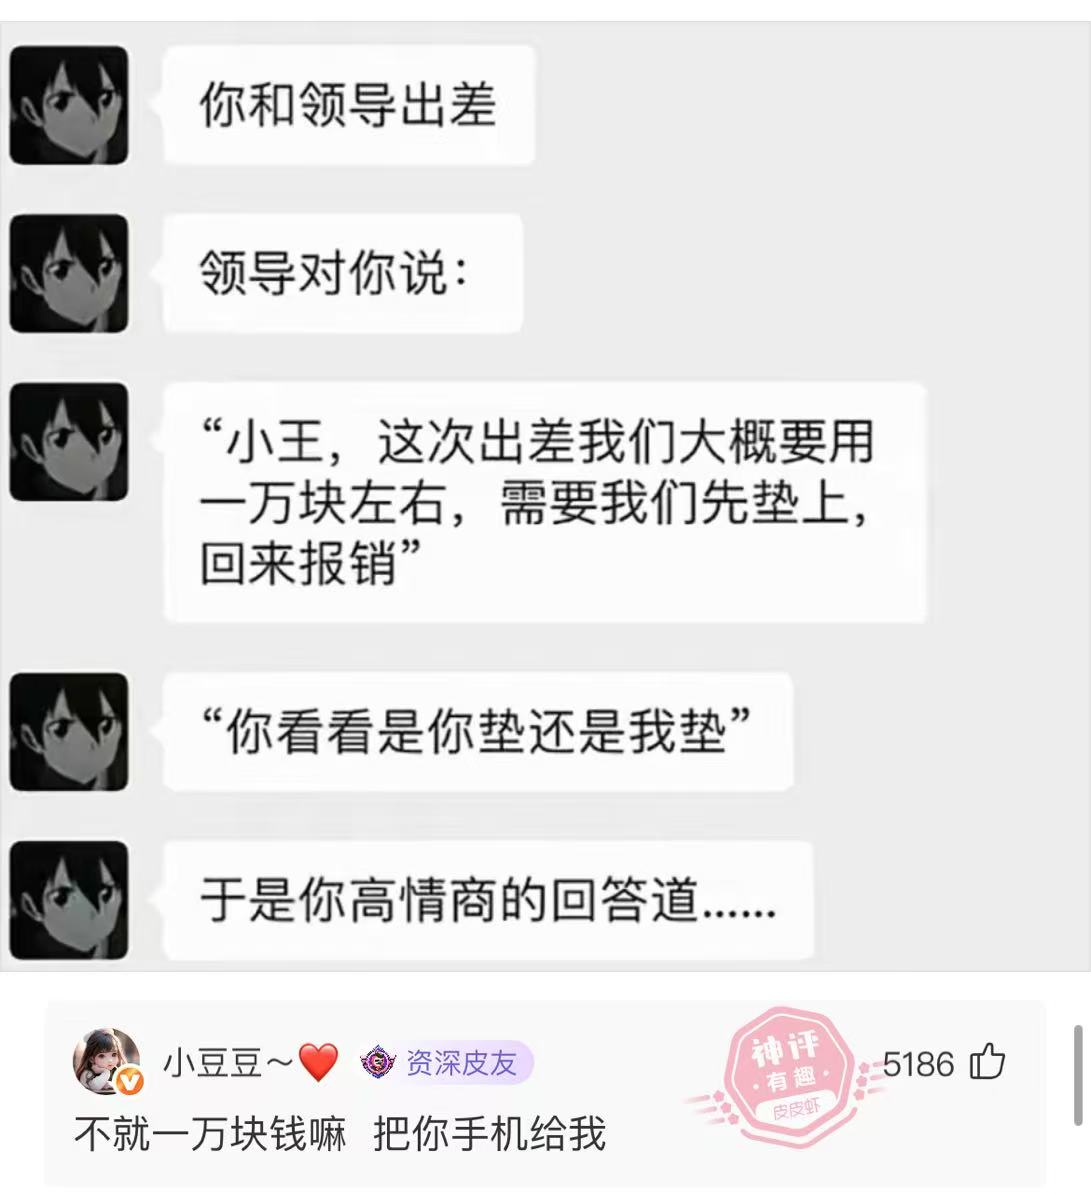 你和领导出差
领导对你说：
“小王，这次出差我们大概要用
一万块左右，需要我们先垫上，
回来报销”
“你看看是你垫还是我垫”
于是你高情商的回答道......
小豆豆～❤️ 资深皮友
神评
·有趣·
皮皮虾
5186
不就一万块钱嘛 把你手机给我